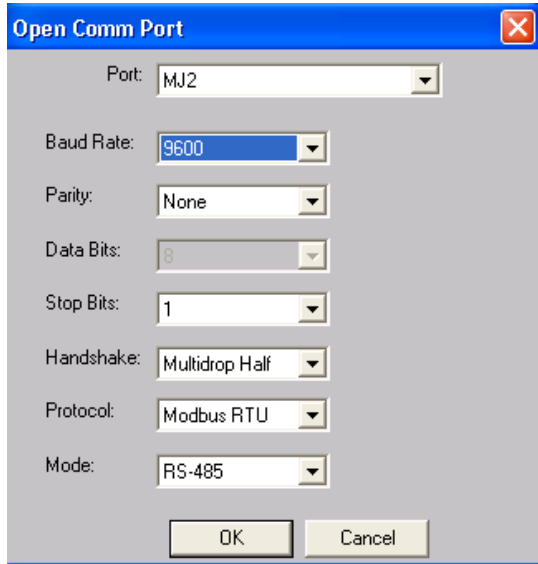 Open Comm Port
Port: MJ2
Baud Rate: 9600
Parity: None
Data Bits: 8
Stop Bits: 1
Handshake: Multidrop Half
Protocol: Modbus RTU
Mode: RS-485
OK Cancel